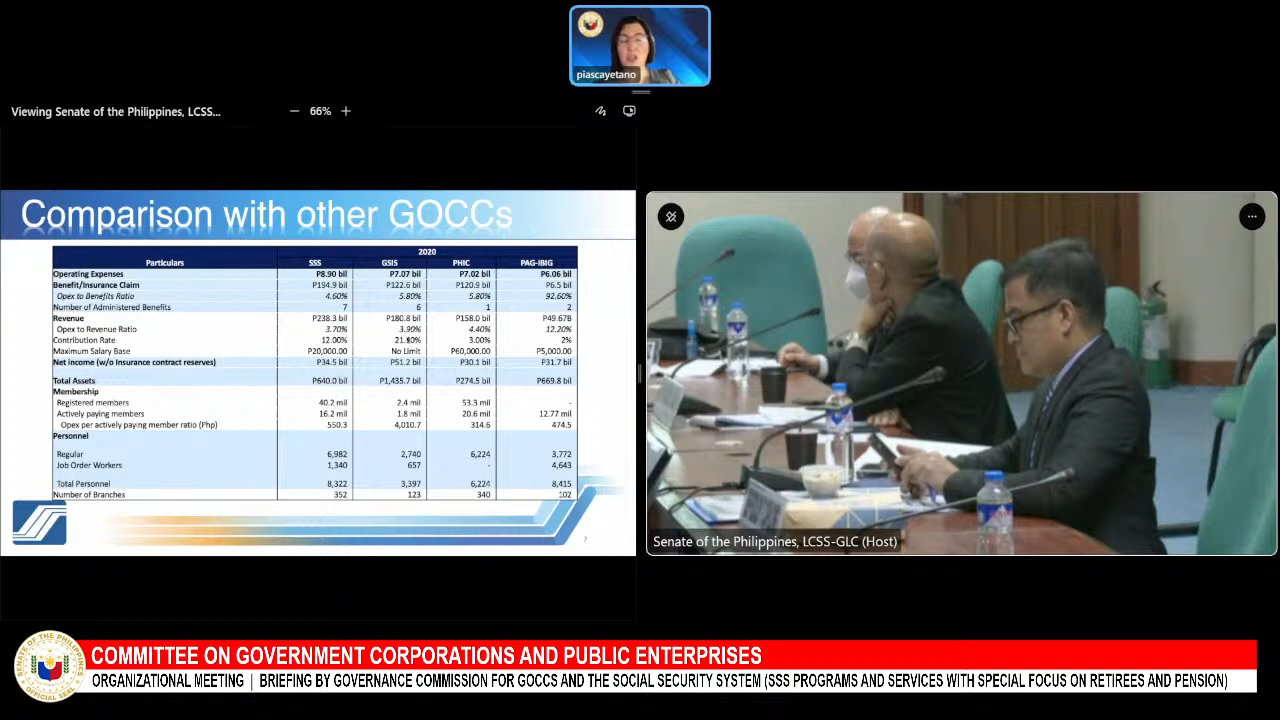 piascayetano
Viewing Senate of the Philippines, LCSS...
66%
Comparison with other GOCCs
Particulars 2020
SSS GSIS PHIC PAG-IBIG
Operating Expenses P8.90 bil P7.07 bil P7.02 bil P6.06 bil
Benefit/Insurance Claim P194.9 bil P122.6 bil P120.9 bil P6.5 bil
Opex to Benefits Ratio 4.60% 5.80% 5.80% 92.60%
Number of Administered Benefits 7 6 1 2
Revenue P238.3 bil P180.8 bil P158.0 bil P49.67B
Opex to Revenue Ratio 3.70% 3.90% 4.40% 12.20%
Contribution Rate 12.00% 21.00% 3.00% 2%
Maximum Salary Base P20,000.00 No Limit P60,000.00 P5,000.00
Net income (w/o Insurance contract reserves) P34.5 bil P51.2 bil P30.1 bil P31.7 bil
Total Assets P640.0 bil P1,435.7 bil P274.5 bil P669.8 bil
Membership
Registered members 40.2 mil 2.4 mil 53.3 mil -
Actively paying members 16.2 mil 1.8 mil 20.6 mil 12.77 mil
Opex per actively paying member ratio (Php) 550.3 4,010.7 314.6 474.5
Personnel
Regular 6,982 2,740 6,224 3,772
Job Order Workers 1,340 657 - 4,643
Total Personnel 8,322 3,397 6,224 8,415
Number of Branches 352 123 340 102
7
Senate of the Philippines, LCSS-GLC (Host)
COMMITTEE ON GOVERNMENT CORPORATIONS AND PUBLIC ENTERPRISES
ORGANIZATIONAL MEETING | BRIEFING BY GOVERNANCE COMMISSION FOR GOCCS AND THE SOCIAL SECURITY SYSTEM (SSS PROGRAMS AND SERVICES WITH SPECIAL FOCUS ON RETIREES AND PENSION)